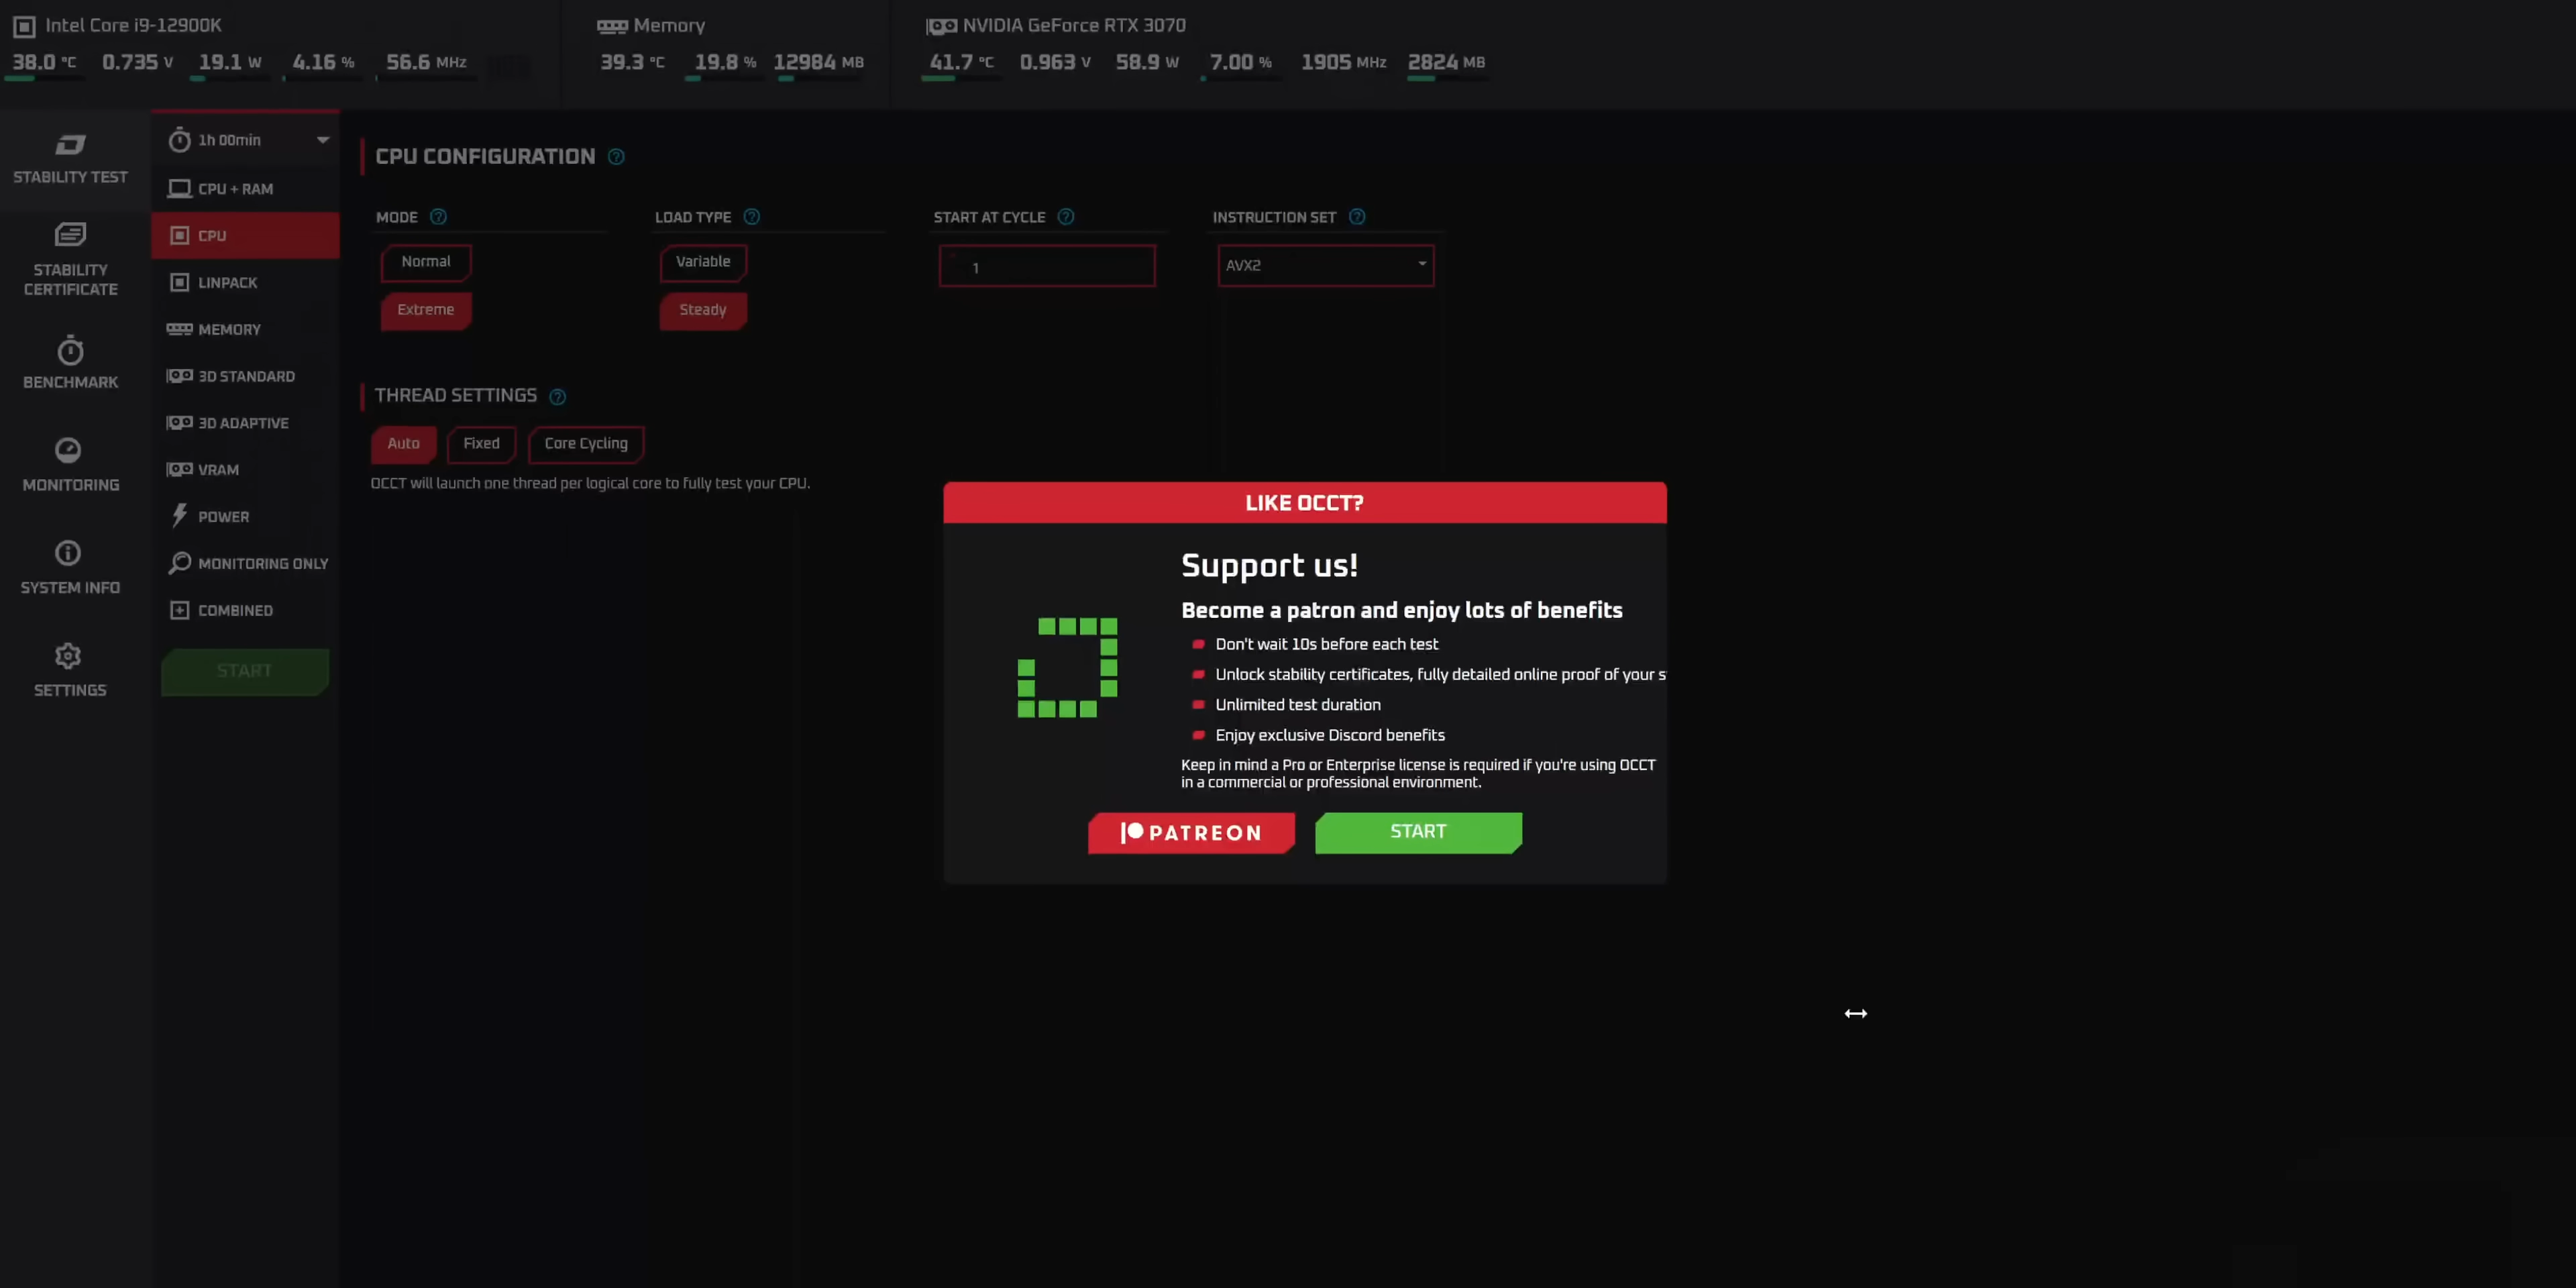 Intel Core i9-12900K
38.0 °C 0.735 V 19.1 W 4.16 % 56.6 MHz
Memory
39.3 °C 19.8 % 12984 MB
NVIDIA GeForce RTX 3070
41.7 °C 0.963 V 58.9 W 7.00 % 1905 MHz 2824 MB
STABILITY TEST
STABILITY
CERTIFICATE
BENCHMARK
MONITORING
SYSTEM INFO
SETTINGS
1h 00min
CPU + RAM
CPU
LINPACK
MEMORY
3D STANDARD
3D ADAPTIVE
VRAM
POWER
MONITORING ONLY
COMBINED
START
CPU CONFIGURATION ?
MODE ?
Normal
Extreme
LOAD TYPE ?
Variable
Steady
START AT CYCLE ?
1
INSTRUCTION SET ?
AVX2
THREAD SETTINGS ?
Auto Fixed Core Cycling
OCCT will launch one thread per logical core to fully test your CPU.
LIKE OCCT?
Support us!
Become a patron and enjoy lots of benefits
Don't wait 10s before each test
Unlock stability certificates, fully detailed online proof of your s
Unlimited test duration
Enjoy exclusive Discord benefits
Keep in mind a Pro or Enterprise license is required if you're using OCCT
in a commercial or professional environment.
PATREON
START